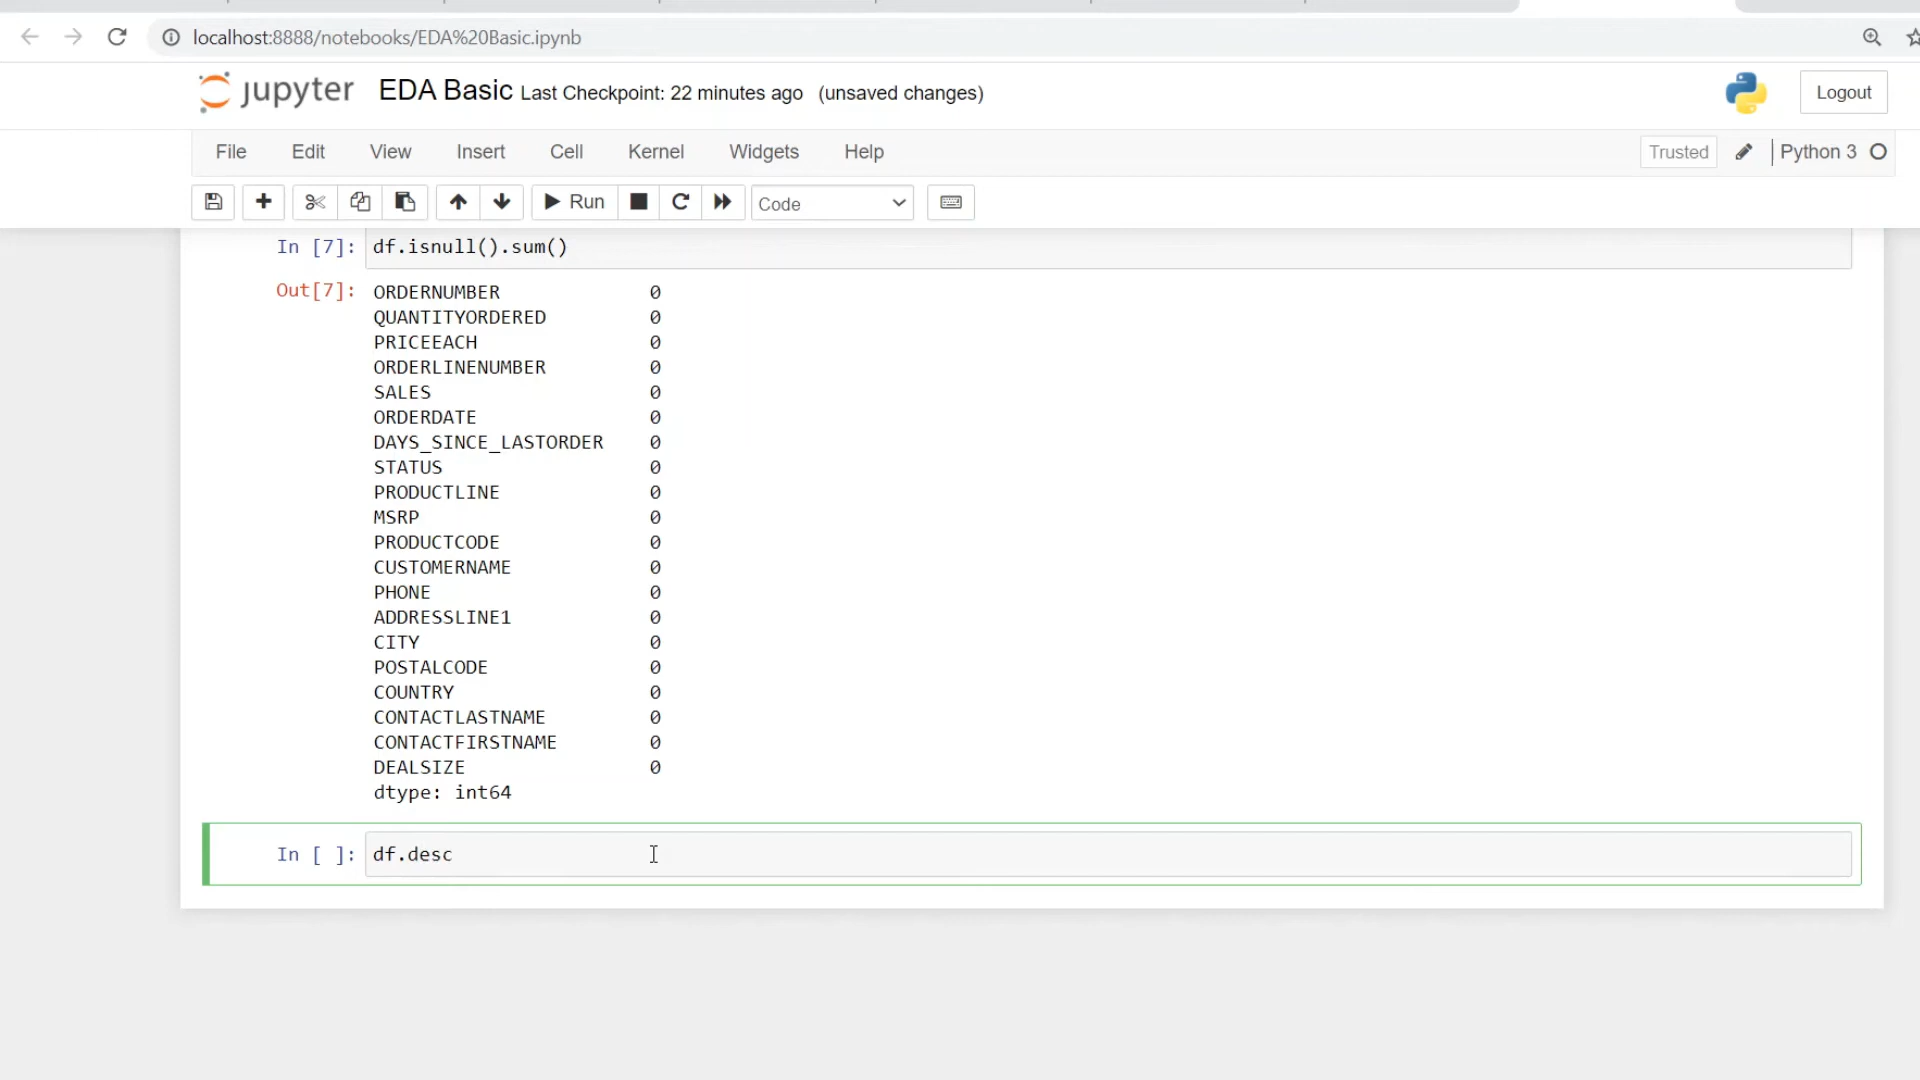 localhost:8888/notebooks/EDA%20Basic.ipynb
jupyter EDA Basic Last Checkpoint: 22 minutes ago (unsaved changes) Logout
File Edit View Insert Cell Kernel Widgets Help Trusted Python 3
Run Code
In [7]: df.isnull().sum()
Out[7]: ORDERNUMBER 0
QUANTITYORDERED 0
PRICEEACH 0
ORDERLINENUMBER 0
SALES 0
ORDERDATE 0
DAYS_SINCE_LASTORDER 0
STATUS 0
PRODUCTLINE 0
MSRP 0
PRODUCTCODE 0
CUSTOMERNAME 0
PHONE 0
ADDRESSLINE1 0
CITY 0
POSTALCODE 0
COUNTRY 0
CONTACTLASTNAME 0
CONTACTFIRSTNAME 0
DEALSIZE 0
dtype: int64
In [ ]: df.desc